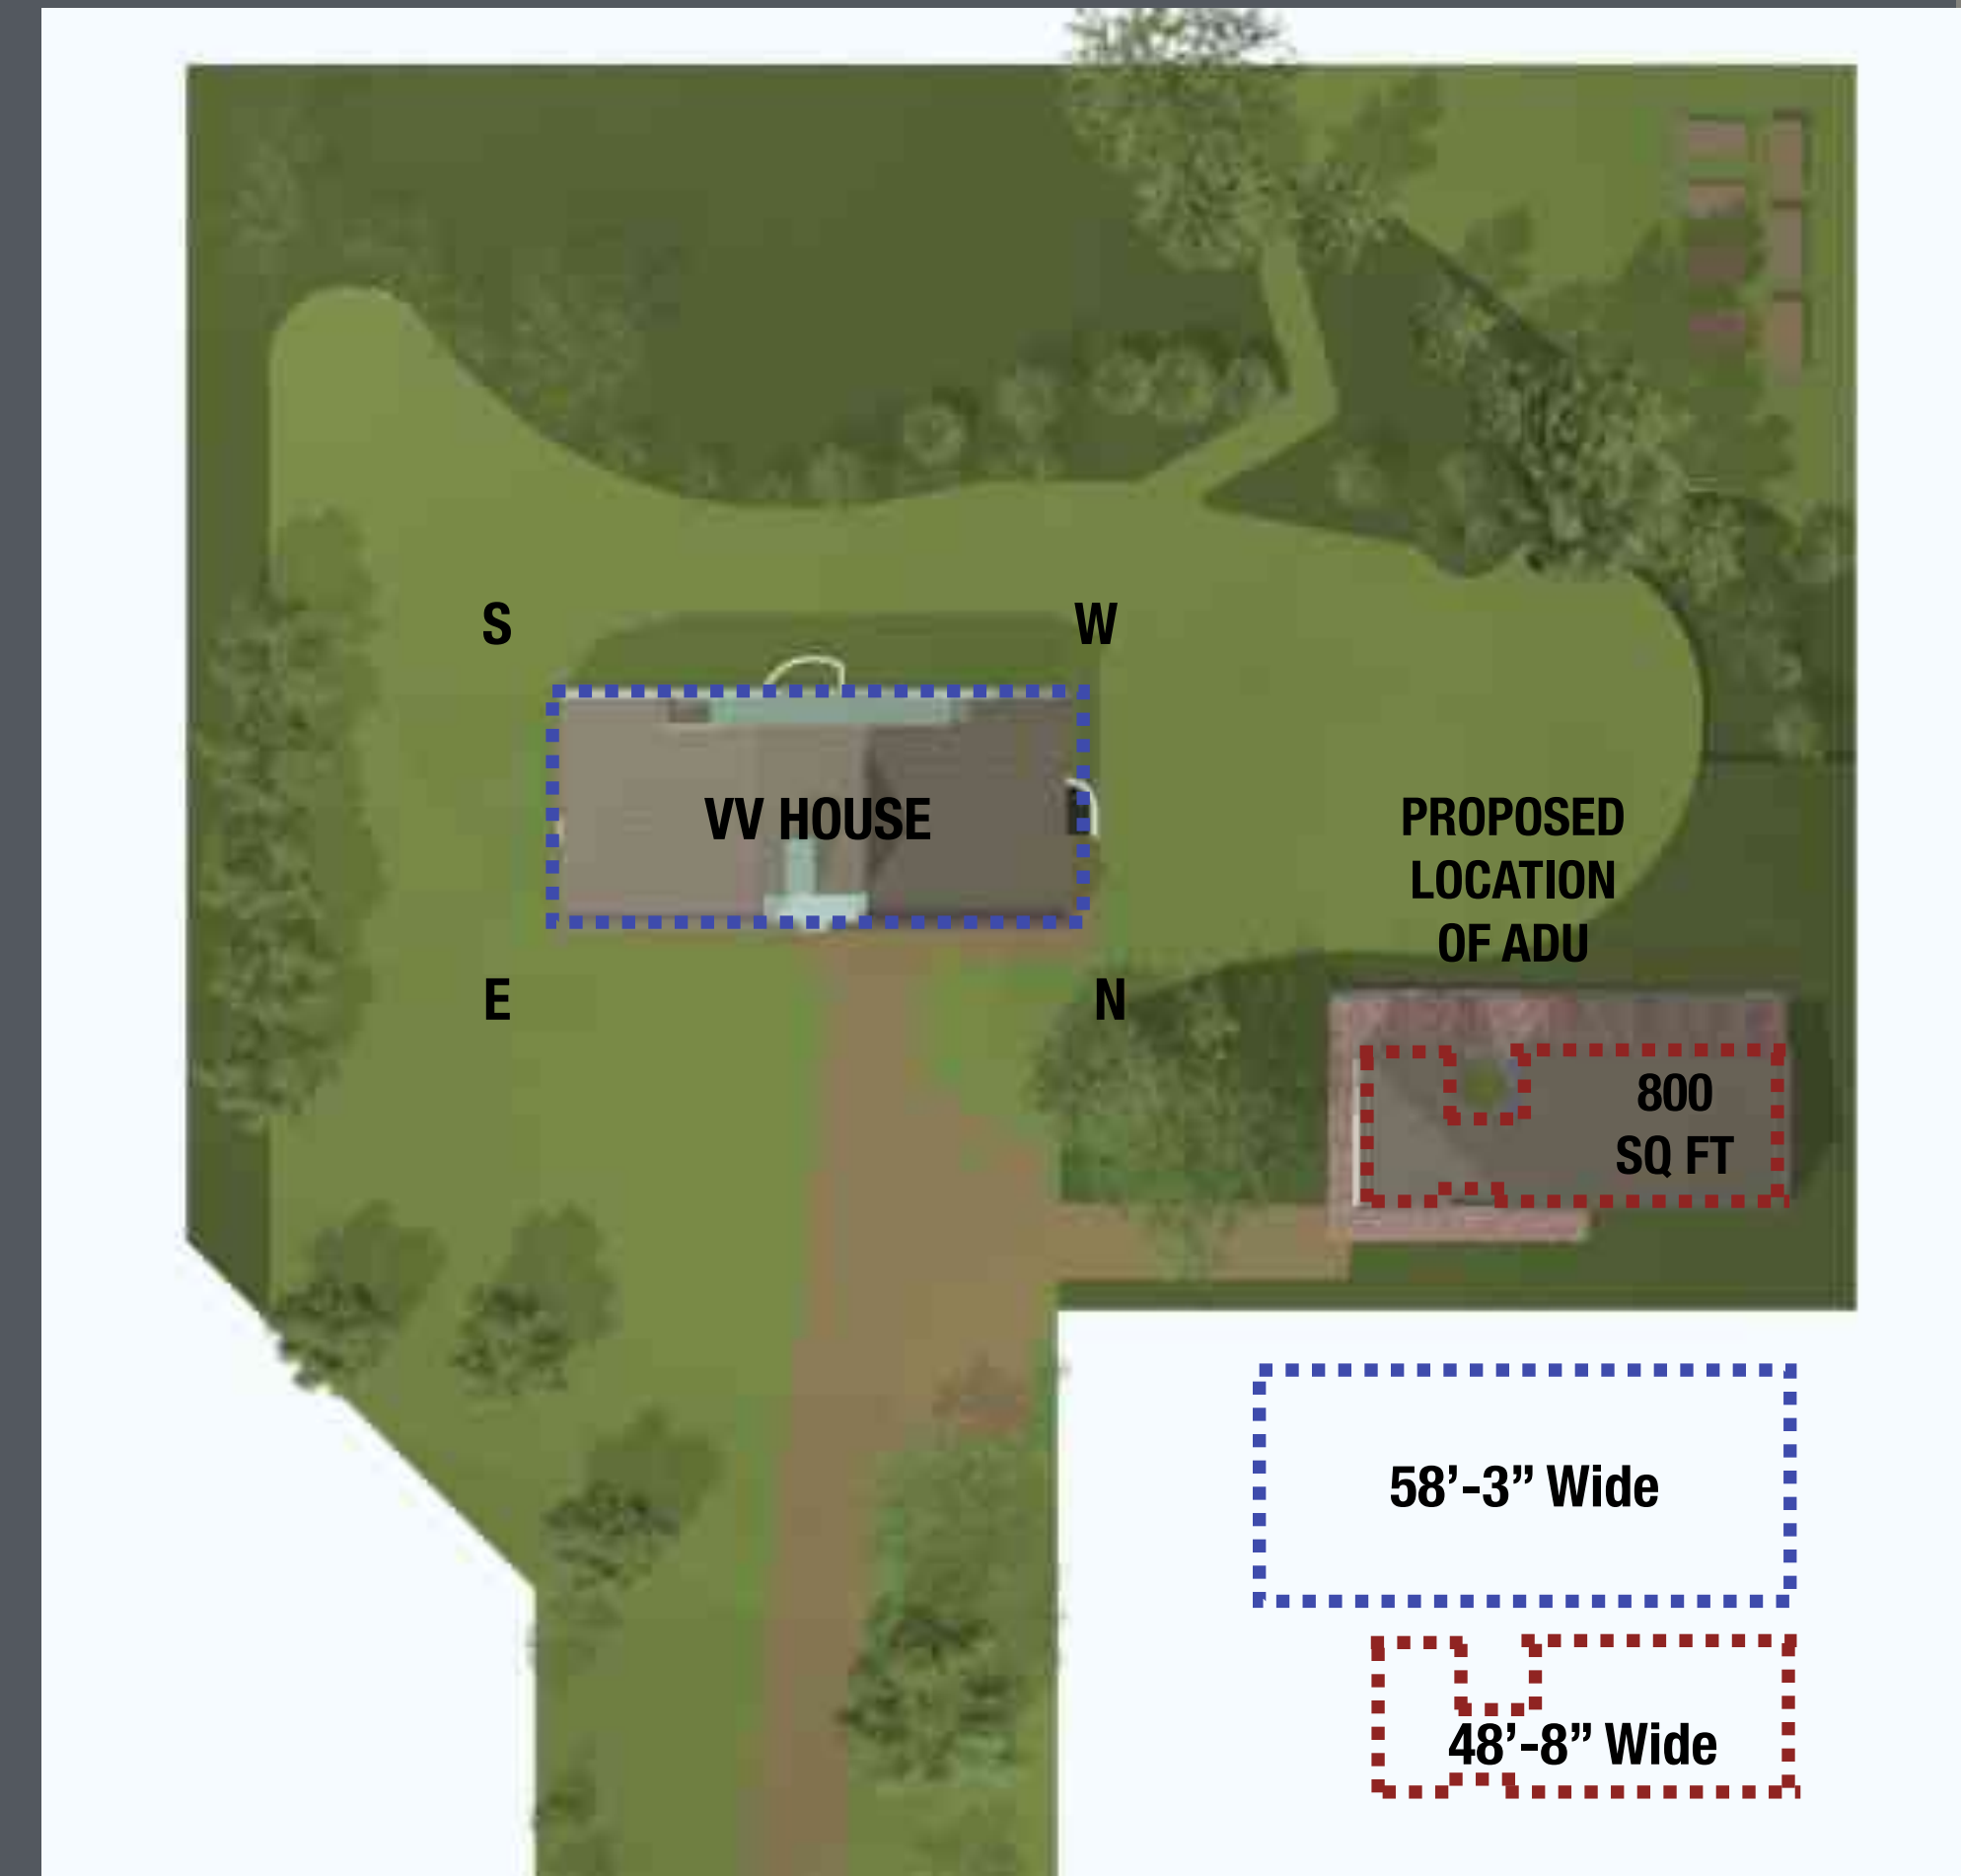 S
W
VV HOUSE
PROPOSED
LOCATION
OF ADU
E
N
800
SQ FT
58’-3” Wide
48’-8” Wide